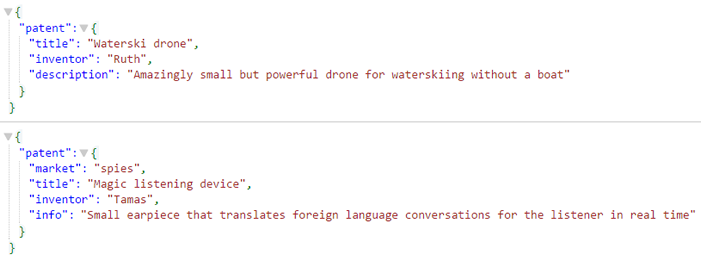 {
"patent": {
"title": "Waterski drone",
"inventor": "Ruth",
"description": "Amazingly small but powerful drone for waterskiing without a boat"
}
}
{
"patent": {
"market": "spies",
"title": "Magic listening device",
"inventor": "Tamas",
"info": "Small earpiece that translates foreign language conversations for the listener in real time"
}
}